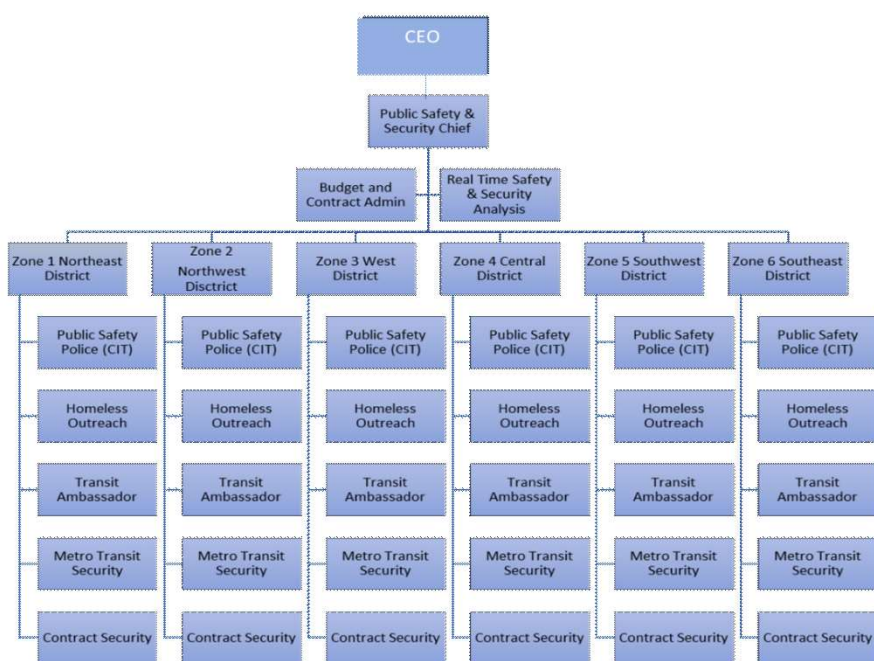 CEO
Public Safety &
Security Chief
Budget and
Contract Admin
Real Time Safety
& Security
Analysis
Zone 1 Northeast
District
Zone 2
Northwest
Disctrict
Zone 3 West
District
Zone 4 Central
District
Zone 5 Southwest
District
Zone 6 Southeast
District
Public Safety
Police (CIT)
Public Safety
Police (CIT)
Public Safety
Police (CIT)
Public Safety
Police (CIT)
Public Safety
Police (CIT)
Public Safety
Police (CIT)
Homeless
Outreach
Homeless
Outreach
Homeless
Outreach
Homeless
Outreach
Homeless
Outreach
Homeless
Outreach
Transit
Ambassador
Transit
Ambassador
Transit
Ambassador
Transit
Ambassador
Transit
Ambassador
Transit
Ambassador
Metro Transit
Security
Metro Transit
Security
Metro Transit
Security
Metro Transit
Security
Metro Transit
Security
Metro Transit
Security
Contract Security
Contract Security
Contract Security
Contract Security
Contract Security
Contract Security